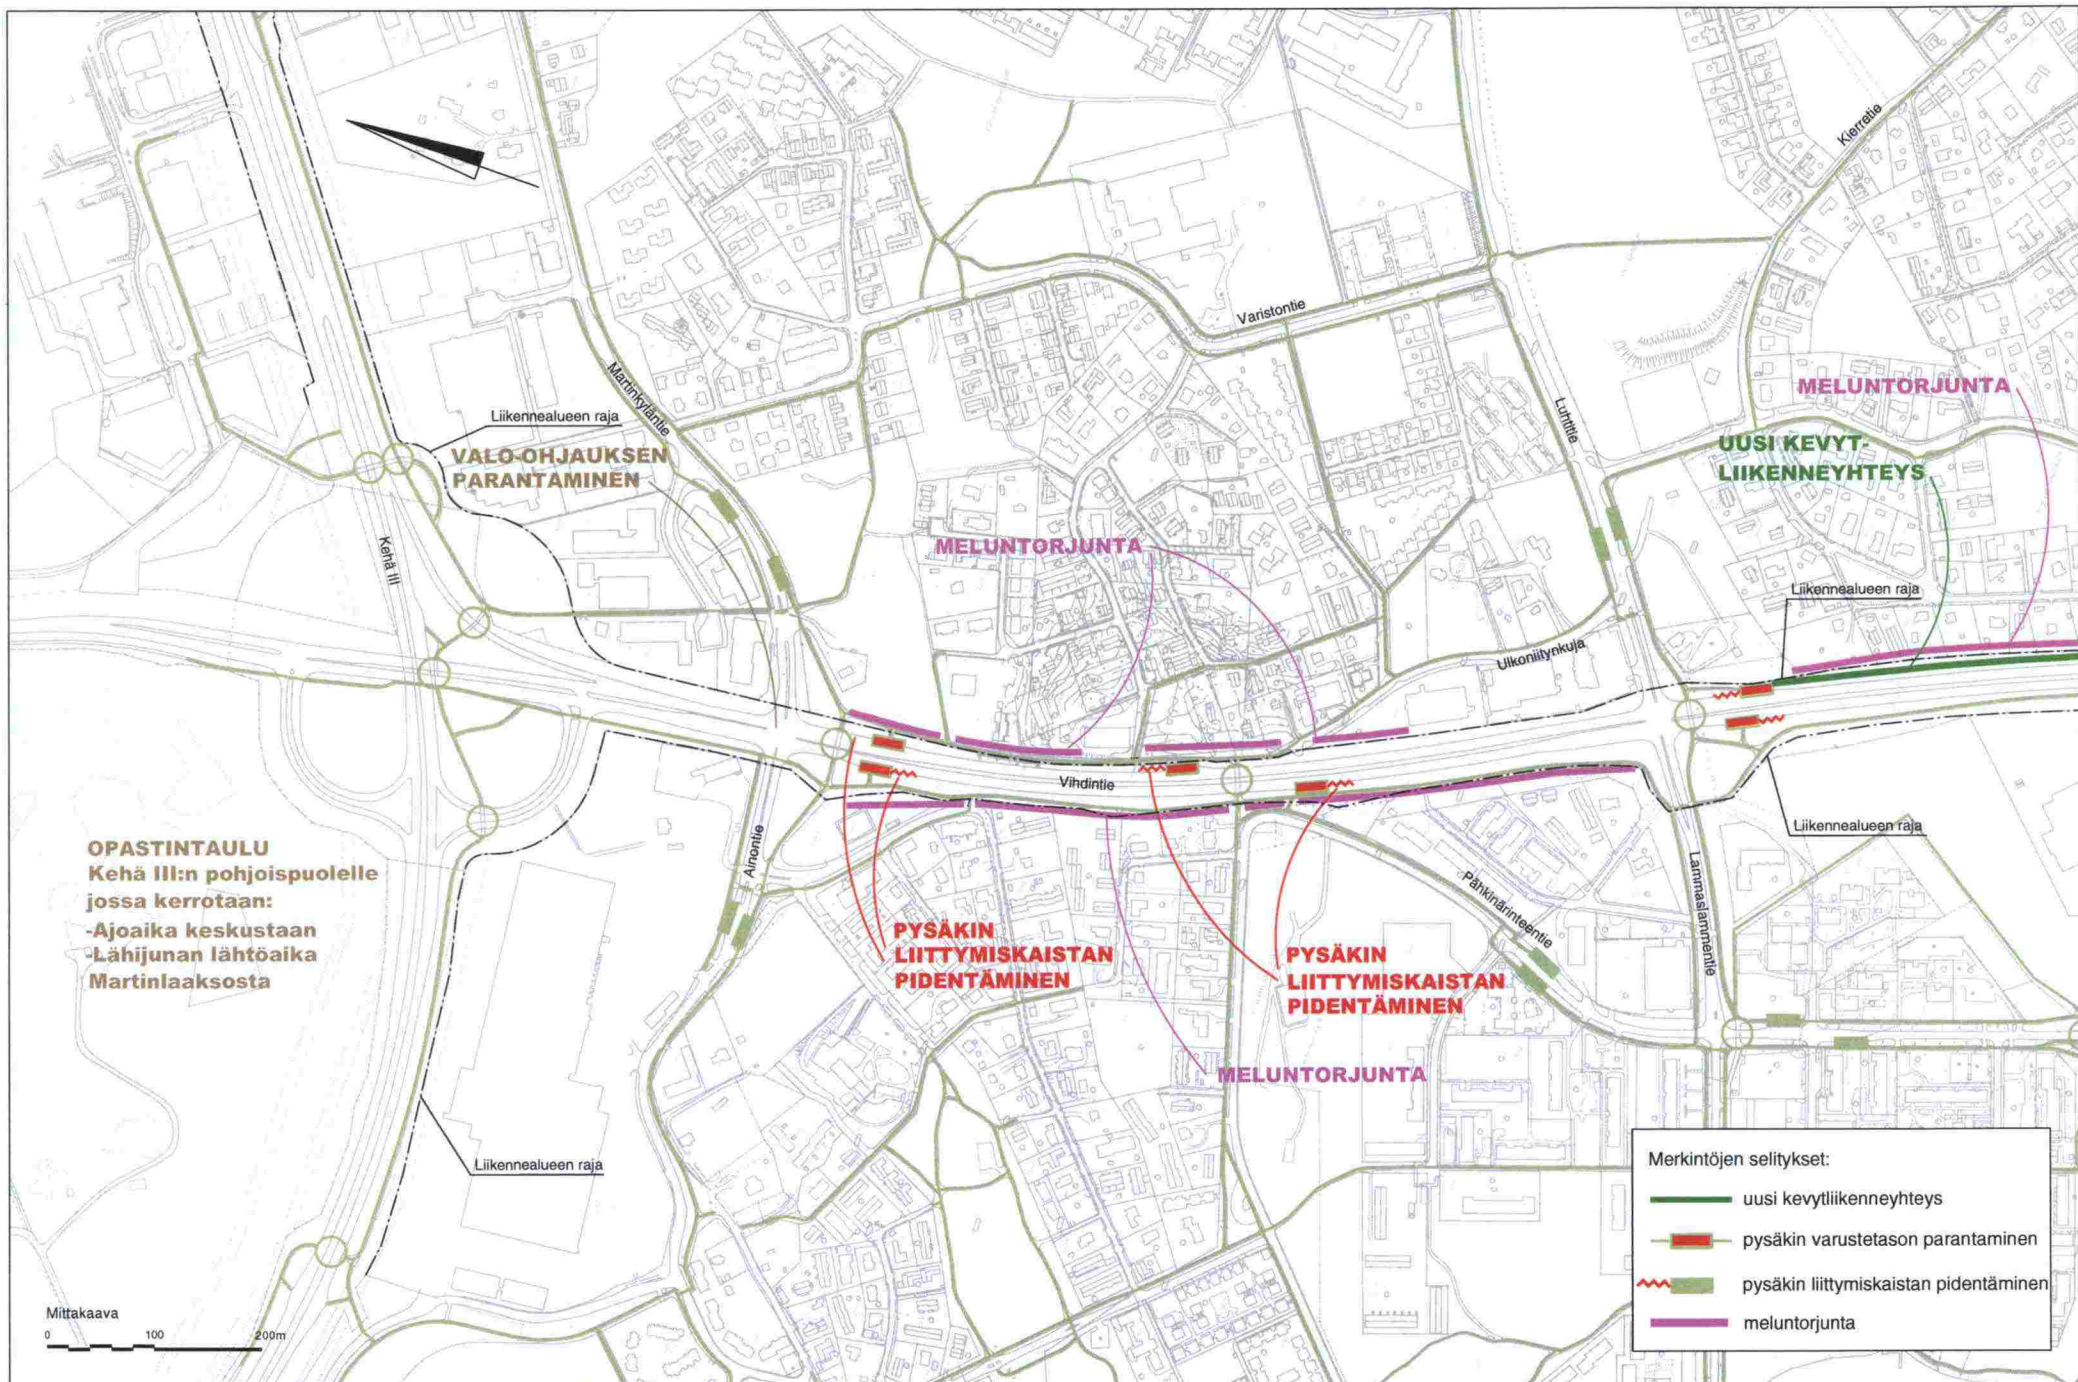 Kierretie
Varistontie
Martinkyläntie
Liikennealueen raja
VALO-OHJAUKSEN
PARANTAMINEN
Luhtitie
MELUNTORJUNTA
UUSI KEVYT-
LIIKENNEYHTEYS
Kehä III
MELUNTORJUNTA
Liikennealueen raja
Ulkoniitynkuja
Vihdintie
Liikennealueen raja
Ainontie
OPASTINTAULU
Kehä III:n pohjoispuolelle
jossa kerrotaan:
-Ajoaika keskustaan
-Lähijunan lähtöaika
Martinlaaksosta
Pähkinärinteentie
Lammaslammentie
PYSÄKIN
LIITTYMISKAISTAN
PIDENTÄMINEN
PYSÄKIN
LIITTYMISKAISTAN
PIDENTÄMINEN
MELUNTORJUNTA
Liikennealueen raja
Merkintöjen selitykset:
uusi kevytliikenneyhteys
pysäkin varustetason parantaminen
pysäkin liittymiskaistan pidentäminen
meluntorjunta
Mittakaava
0 100 200m